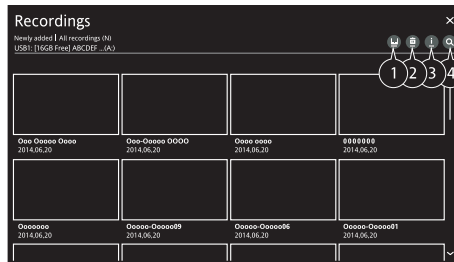 Recordings
Newly added | All recordings (N)
USB1: [16GB Free] ABCDEF ...(A:)
1 2 3 4
Ooo Ooooo Oooo Ooo-Ooooo OOOO Oooo oooo 0000000
2014,06,20 2014,06,20 2014,06,20 2014,06,20
Ooooooo Ooooo-Ooooo09 Ooooo-Ooooo06 Ooooo-Ooooo01
2014,06,20 2014,06,20 2014,06,20 2014,06,20